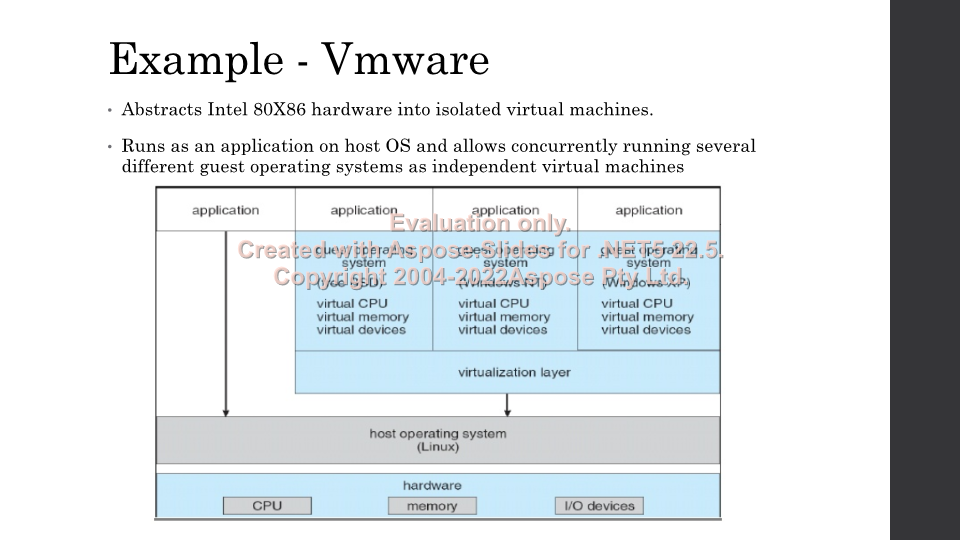 Example - Vmware
• Abstracts Intel 80X86 hardware into isolated virtual machines.
• Runs as an application on host OS and allows concurrently running several
different guest operating systems as independent virtual machines
application application application application
Evaluation only.
guest operating guest operating guest operating
Created with Aspose.Slides for .NET5 22.5.
system system system
(free BSD) (Windows NT) (Windows XP)
Copyright 2004-2022Aspose Pty Ltd.
virtual CPU virtual CPU virtual CPU
virtual memory virtual memory virtual memory
virtual devices virtual devices virtual devices
virtualization layer
host operating system
(Linux)
hardware
CPU memory I/O devices